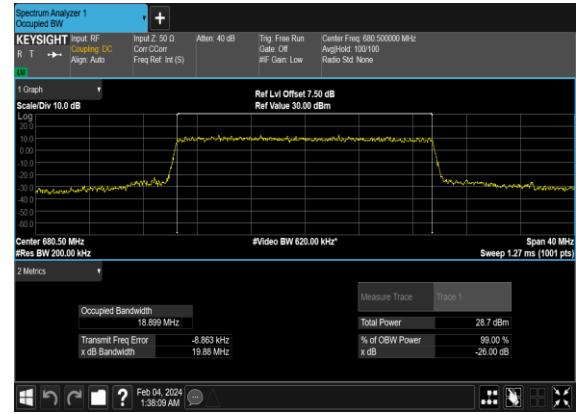 Spectrum Analyzer 1
Occupied BW
KEYSIGHT Input: RF Input Z: 50 Ω Atten: 40 dB Trig: Free Run Center Freq: 680.500000 MHz
R T Coupling: DC Corr CCorr Gate: Off Avg|Hold: 100/100
Align: Auto Freq Ref: Int (S) #IF Gain: Low Radio Std: None
LW
1 Graph
Ref Lvl Offset 7.50 dB
Scale/Div 10.0 dB Ref Value 30.00 dBm
Log
20.0
10.0
0.00
-10.0
-20.0
-30.0
-40.0
-50.0
-60.0
Center 680.50 MHz #Video BW 620.00 kHz* Span 40 MHz
#Res BW 200.00 kHz Sweep 1.27 ms (1001 pts)
2 Metrics
Measure Trace Trace 1
Occupied Bandwidth
18.899 MHz Total Power 28.7 dBm
Transmit Freq Error -8.863 kHz % of OBW Power 99.00 %
x dB Bandwidth 19.88 MHz x dB -26.00 dB
Feb 04, 2024
1:38:09 AM